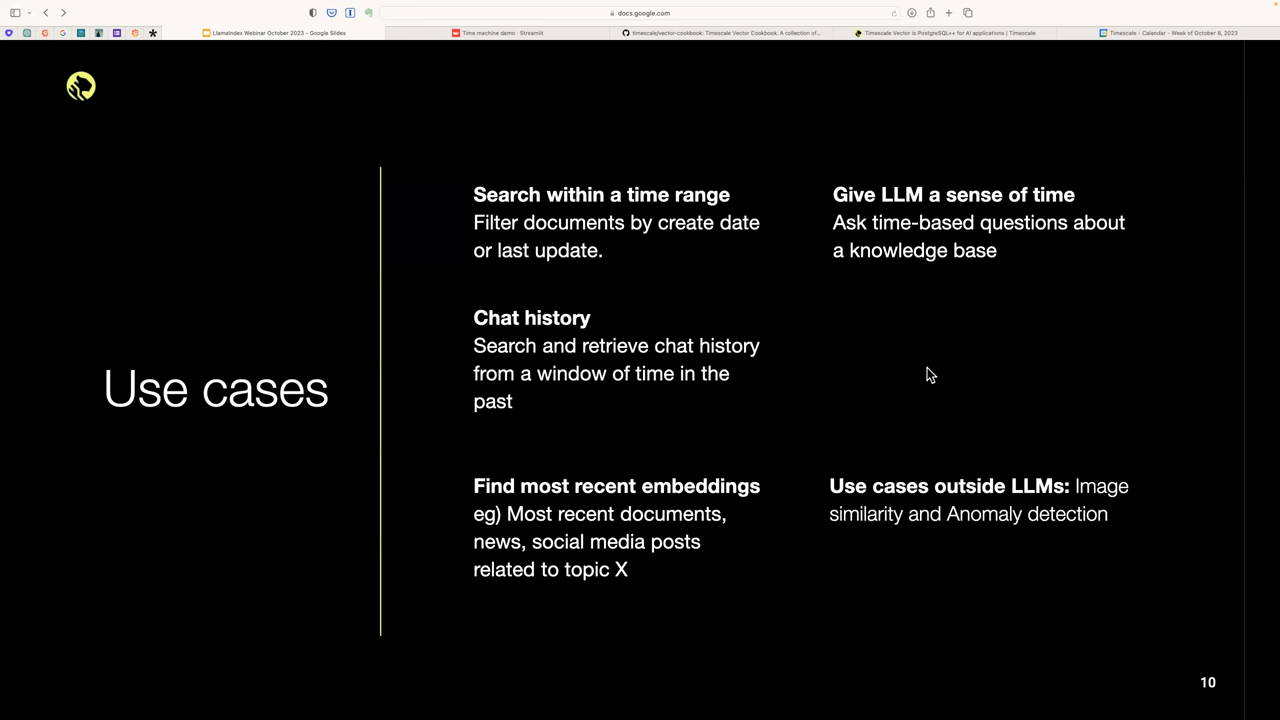 docs.google.com
LlamaIndex Webinar October 2023 - Google Slides
Time machine demo · Streamlit
timescale/vector-cookbook: Timescale Vector Cookbook. A collection of...
Timescale Vector is PostgreSQL++ for AI applications | Timescale
Timescale - Calendar - Week of October 8, 2023
Use cases
Search within a time range
Filter documents by create date
or last update.
Give LLM a sense of time
Ask time-based questions about
a knowledge base
Chat history
Search and retrieve chat history
from a window of time in the
past
Find most recent embeddings
eg) Most recent documents,
news, social media posts
related to topic X
Use cases outside LLMs: Image
similarity and Anomaly detection
10